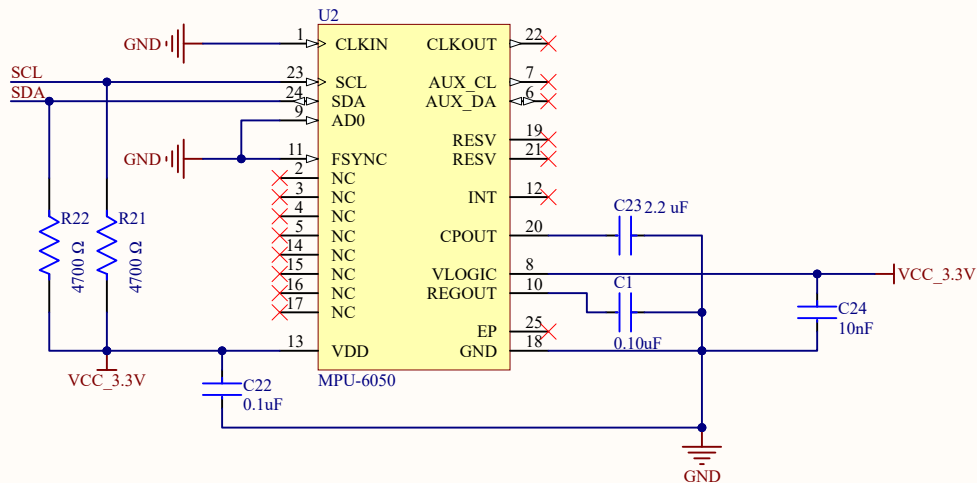 U2
GND
1
CLKIN
CLKOUT
22
SCL
23
SCL
AUX_CL
7
SDA
24
SDA
AUX_DA
6
9
AD0
RESV
19
GND
11
FSYNC
RESV
21
2
NC
3
NC
INT
12
4
NC
5
NC
CPOUT
20
C23
2.2 uF
14
NC
15
NC
VLOGIC
8
VCC_3.3V
16
NC
REGOUT
10
C1
0.10uF
17
NC
C24
10nF
EP
25
13
VDD
GND
18
MPU-6050
R22
4700 Ω
R21
4700 Ω
VCC_3.3V
C22
0.1uF
GND